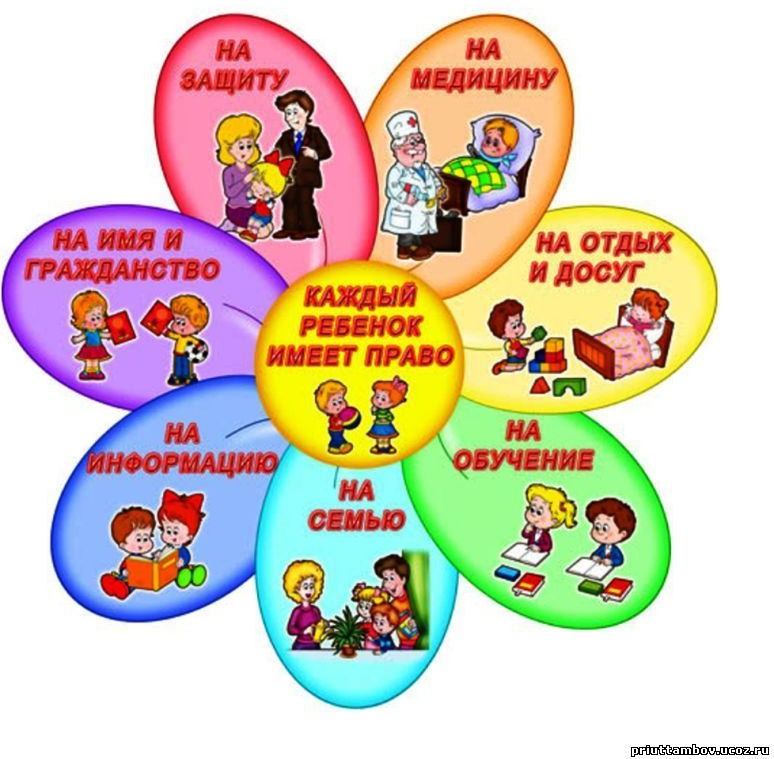 КАЖДЫЙ
РЕБЕНОК
ИМЕЕТ ПРАВО
НА
ЗАЩИТУ
НА
МЕДИЦИНУ
НА ОТДЫХ
И ДОСУГ
НА
ОБУЧЕНИЕ
НА
СЕМЬЮ
НА
ИНФОРМАЦИЮ
НА ИМЯ И
ГРАЖДАНСТВО
priuttambov.ucoz.ru